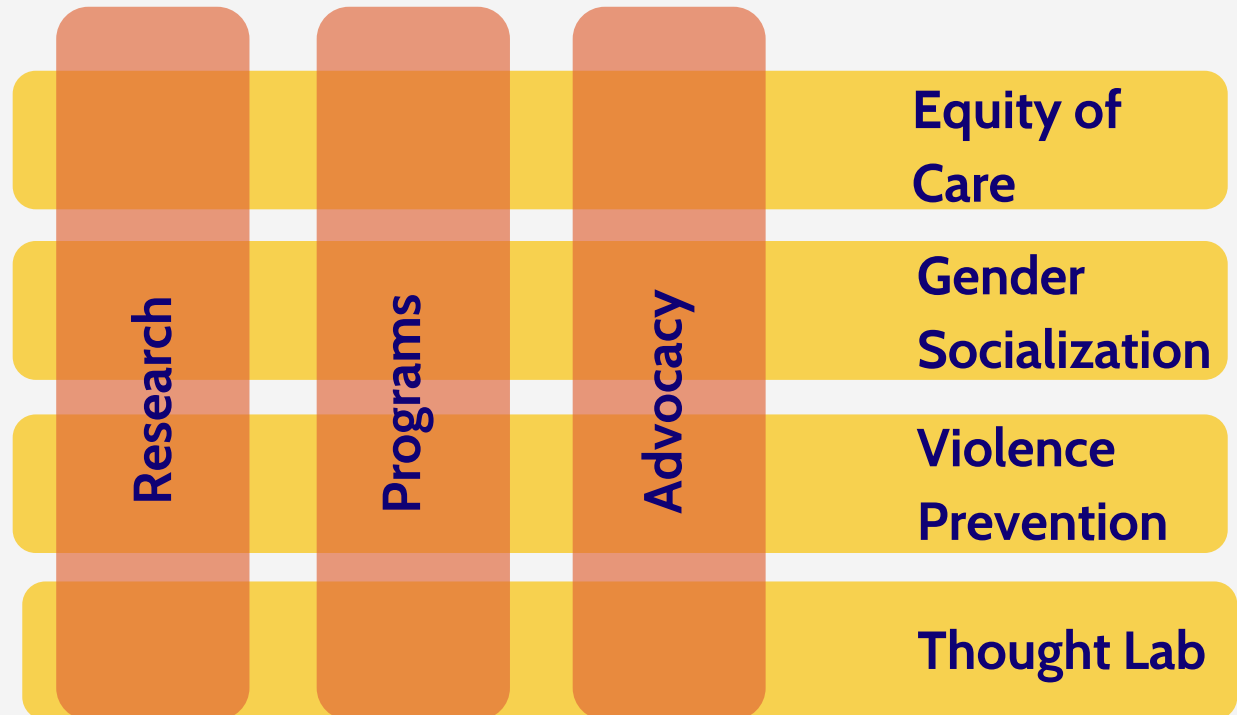 Equity of
Care
Gender
Socialization
Violence
Prevention
Thought Lab
Research
Programs
Advocacy